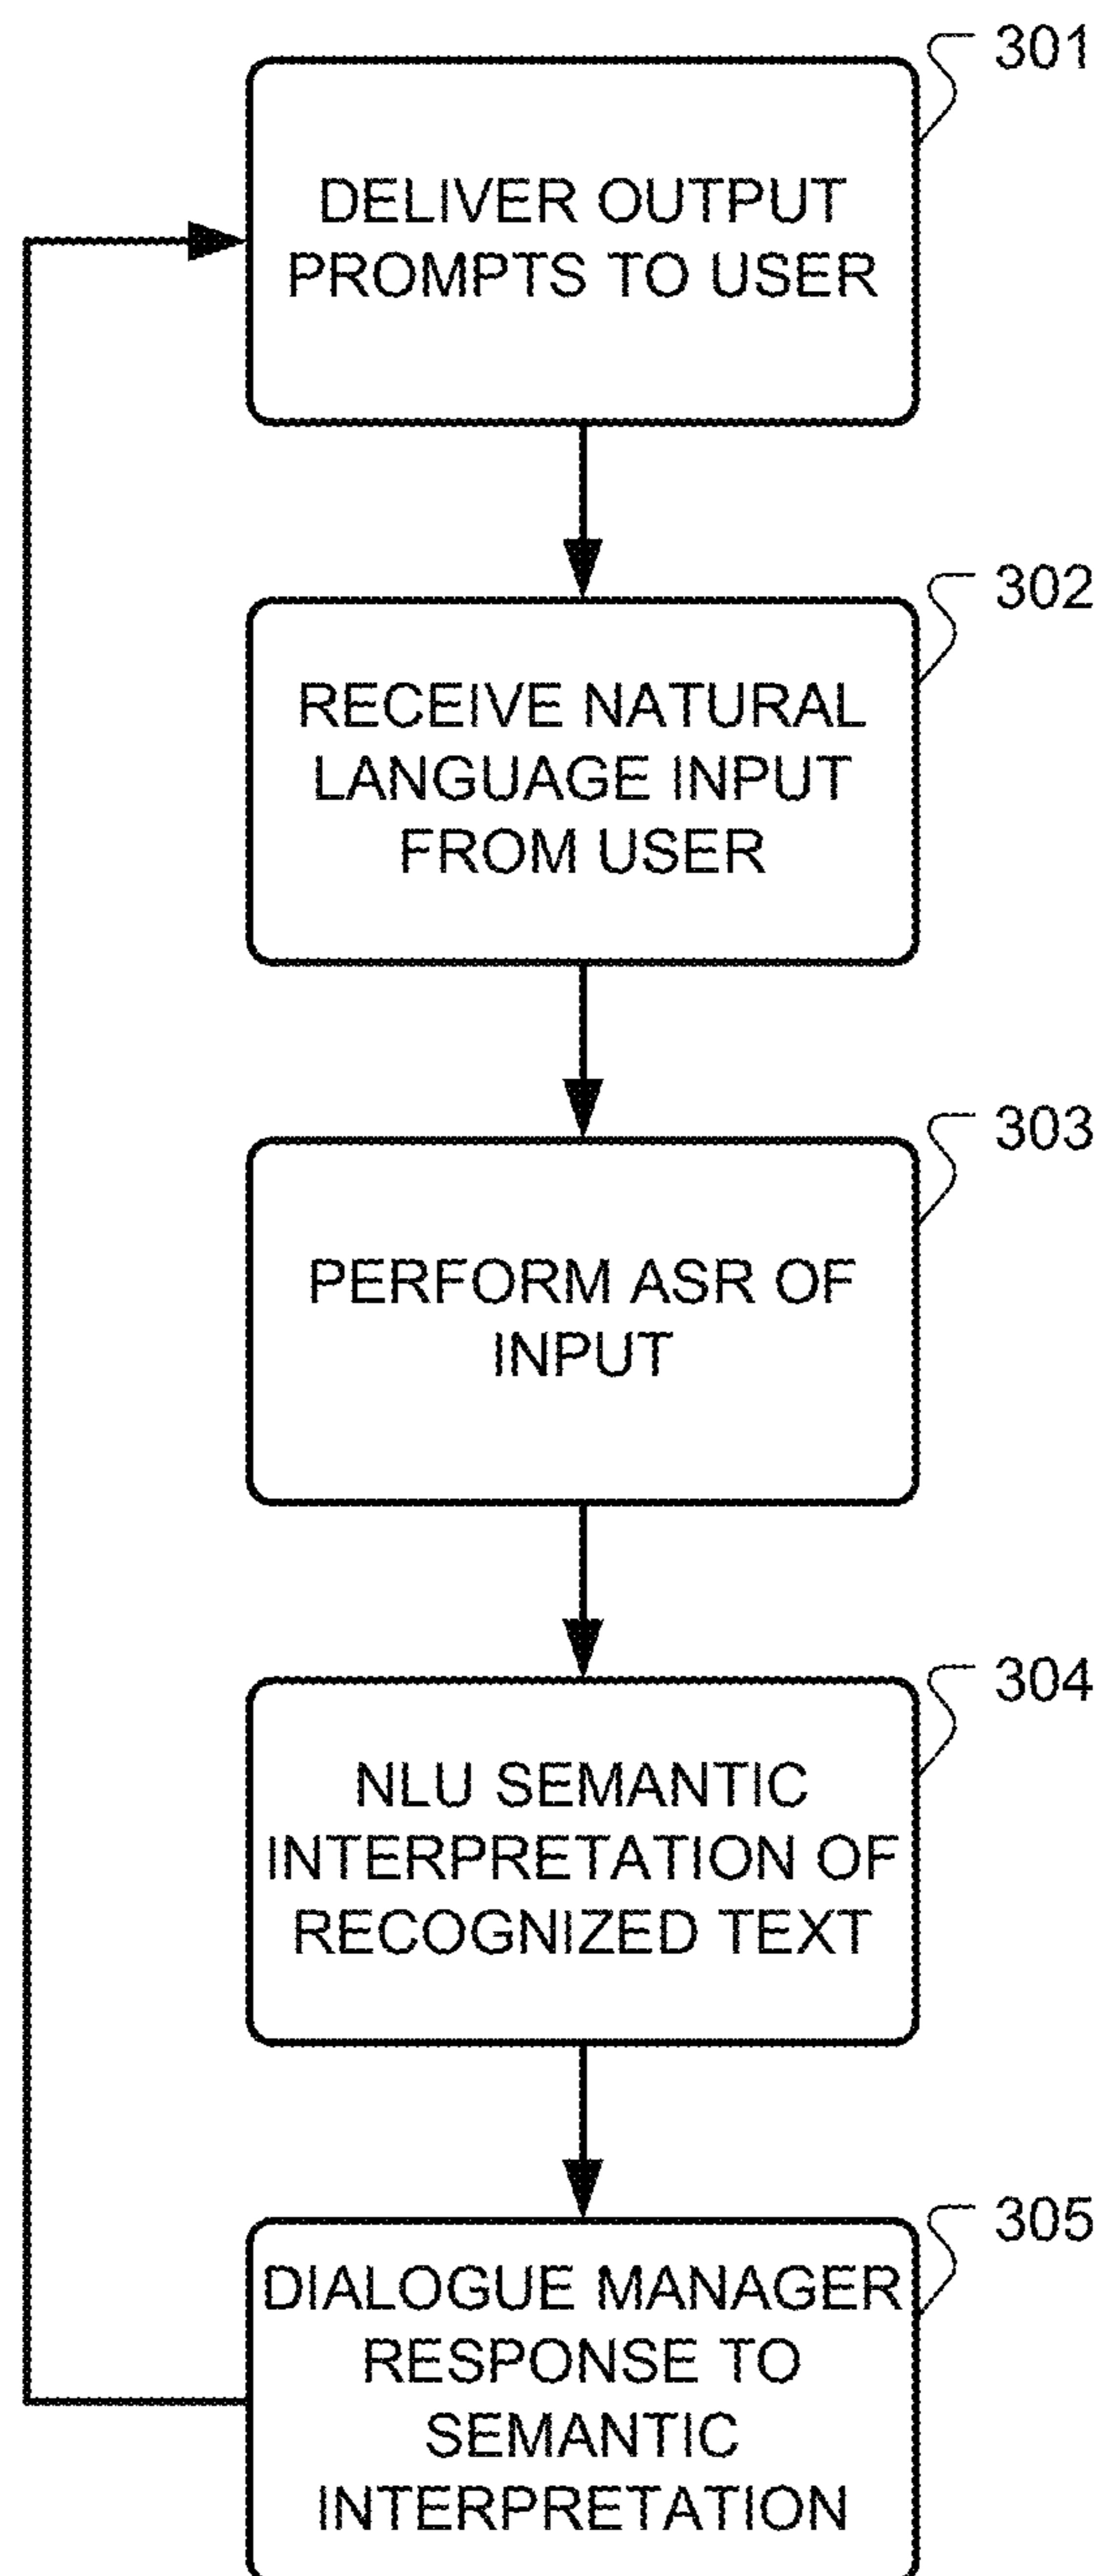 301
DELIVER OUTPUT
PROMPTS TO USER
302
RECEIVE NATURAL
LANGUAGE INPUT
FROM USER
303
PERFORM ASR OF
INPUT
304
NLU SEMANTIC
INTERPRETATION OF
RECOGNIZED TEXT
305
DIALOGUE MANAGER
RESPONSE TO
SEMANTIC
INTERPRETATION